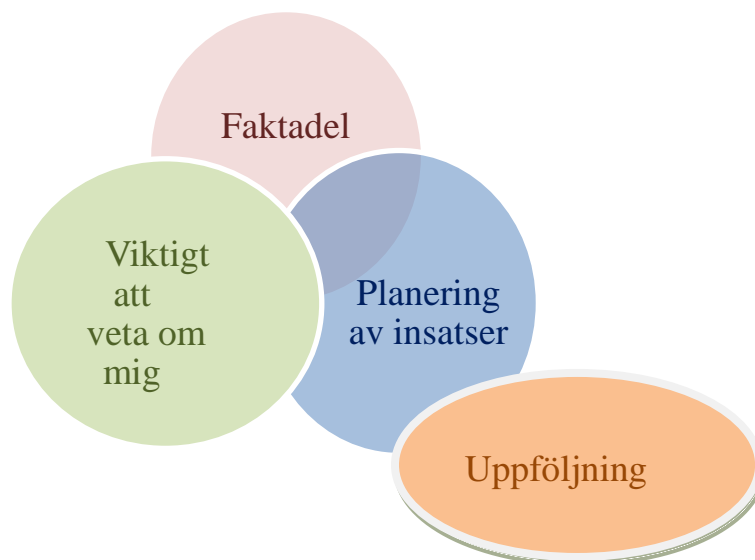 Faktadel
Viktigt
att
veta om
mig
Planering
av insatser
Uppföljning